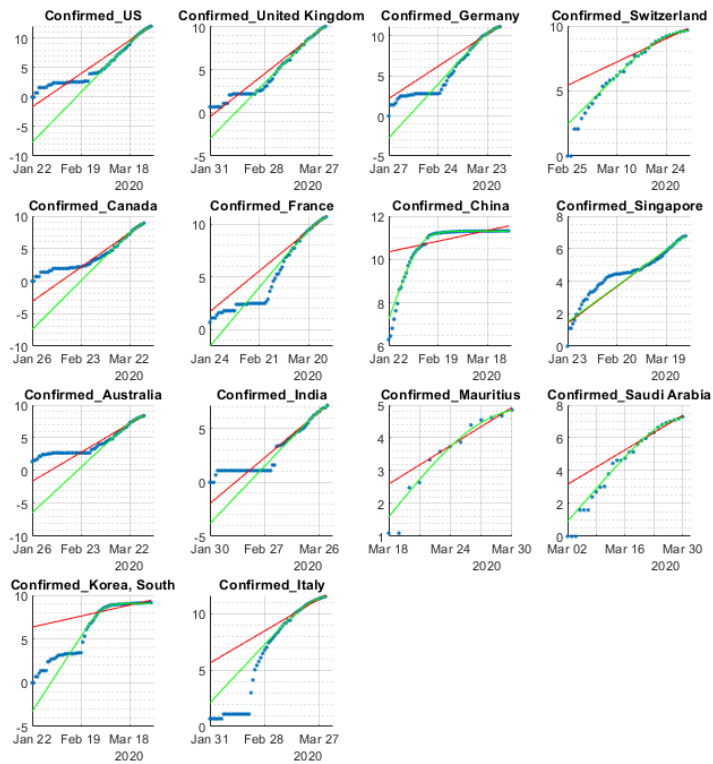 Confirmed_US
10
5
0
-5
-10
Jan 22
Feb 19
Mar 18
2020
Confirmed_United Kingdom
10
5
0
-5
Jan 31
Feb 28
Mar 27
2020
Confirmed_Germany
10
5
0
-5
Jan 27
Feb 24
Mar 23
2020
Confirmed_Switzerland
10
5
0
Feb 25
Mar 10
Mar 24
2020
Confirmed_Canada
10
5
0
-5
-10
Jan 26
Feb 23
Mar 22
2020
Confirmed_France
10
5
0
Jan 24
Feb 21
Mar 20
2020
Confirmed_China
12
11
10
9
8
7
6
Jan 22
Feb 19
Mar 18
2020
Confirmed_Singapore
8
6
4
2
0
Jan 23
Feb 20
Mar 19
2020
Confirmed_Australia
10
5
0
-5
-10
Jan 26
Feb 23
Mar 22
2020
Confirmed_India
5
0
-5
Jan 30
Feb 27
Mar 26
2020
Confirmed_Mauritius
5
4
3
2
1
Mar 18
Mar 24
Mar 30
2020
Confirmed_Saudi Arabia
8
6
4
2
0
Mar 02
Mar 16
Mar 30
2020
Confirmed_Korea, South
10
5
0
-5
Jan 22
Feb 19
Mar 18
2020
Confirmed_Italy
10
5
0
Jan 31
Feb 28
Mar 27
2020